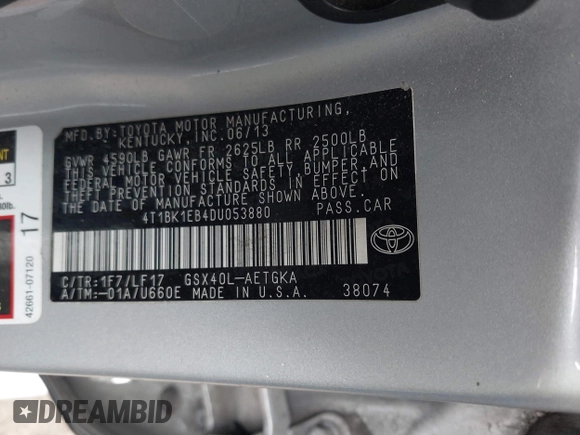 MFD.BY:TOYOTA MOTOR MANUFACTURING,
KENTUCKY, INC. 06/13
GVWR 4590LB GAWR FR 2625LB RR 2500LB
THIS VEHICLE CONFORMS TO ALL APPLICABLE
FEDERAL MOTOR VEHICLE SAFETY, BUMPER, AND
THEFT PREVENTION STANDARDS IN EFFECT ON
THE DATE OF MANUFACTURE SHOWN ABOVE.
4T1BK1EB4DU053880 PASS.CAR
C/TR:1F7/LF17 GSX40L-AETGKA
A/TM:-01A/U660E MADE IN U.S.A. 38074
TOYOTA
42661-07120
17
3
DREAMBID